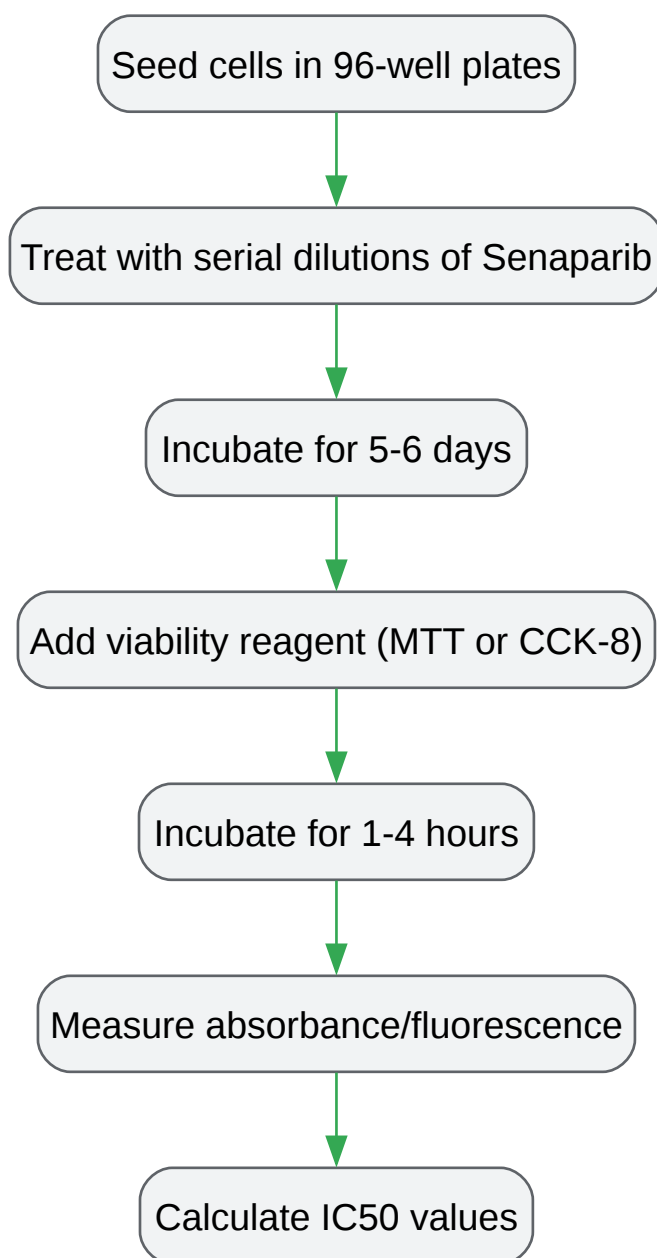 Seed cells in 96-well plates
Treat with serial dilutions of Senaparib
Incubate for 5-6 days
Add viability reagent (MTT or CCK-8)
Incubate for 1-4 hours
Measure absorbance/fluorescence
Calculate IC50 values